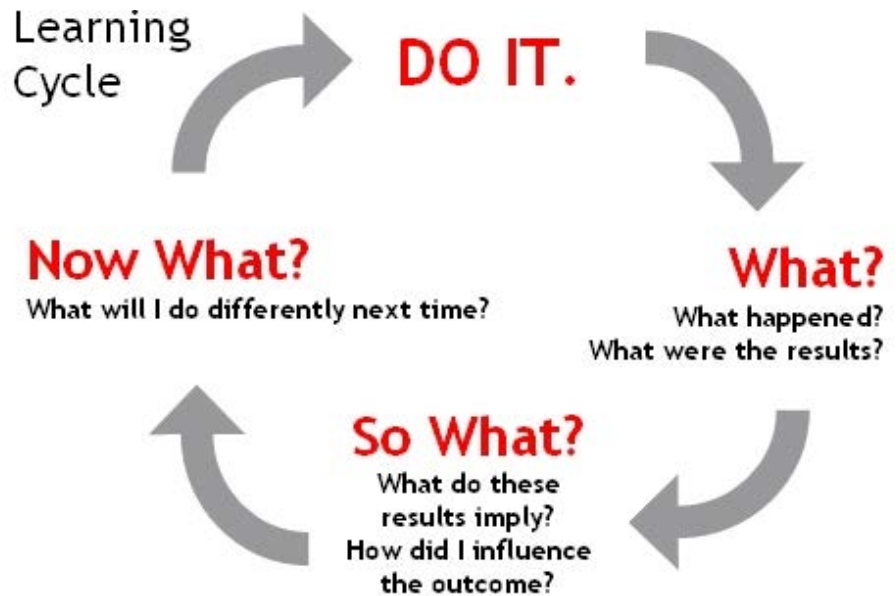 Learning
Cycle
DO IT.
What?
What happened?
What were the results?
So What?
What do these
results imply?
How did I influence
the outcome?
Now What?
What will I do differently next time?